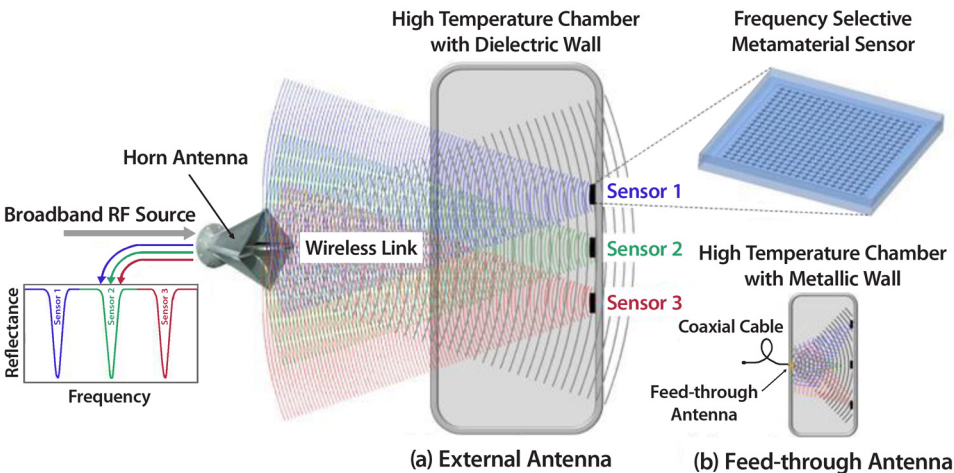 High Temperature Chamber
with Dielectric Wall
Frequency Selective
Metamaterial Sensor
Horn Antenna
Broadband RF Source
Wireless Link
Sensor 1
Sensor 2
Sensor 3
Reflectance
Sensor 1
Sensor 2
Sensor 3
Frequency
High Temperature Chamber
with Metallic Wall
Coaxial Cable
Feed-through
Antenna
(a) External Antenna
(b) Feed-through Antenna